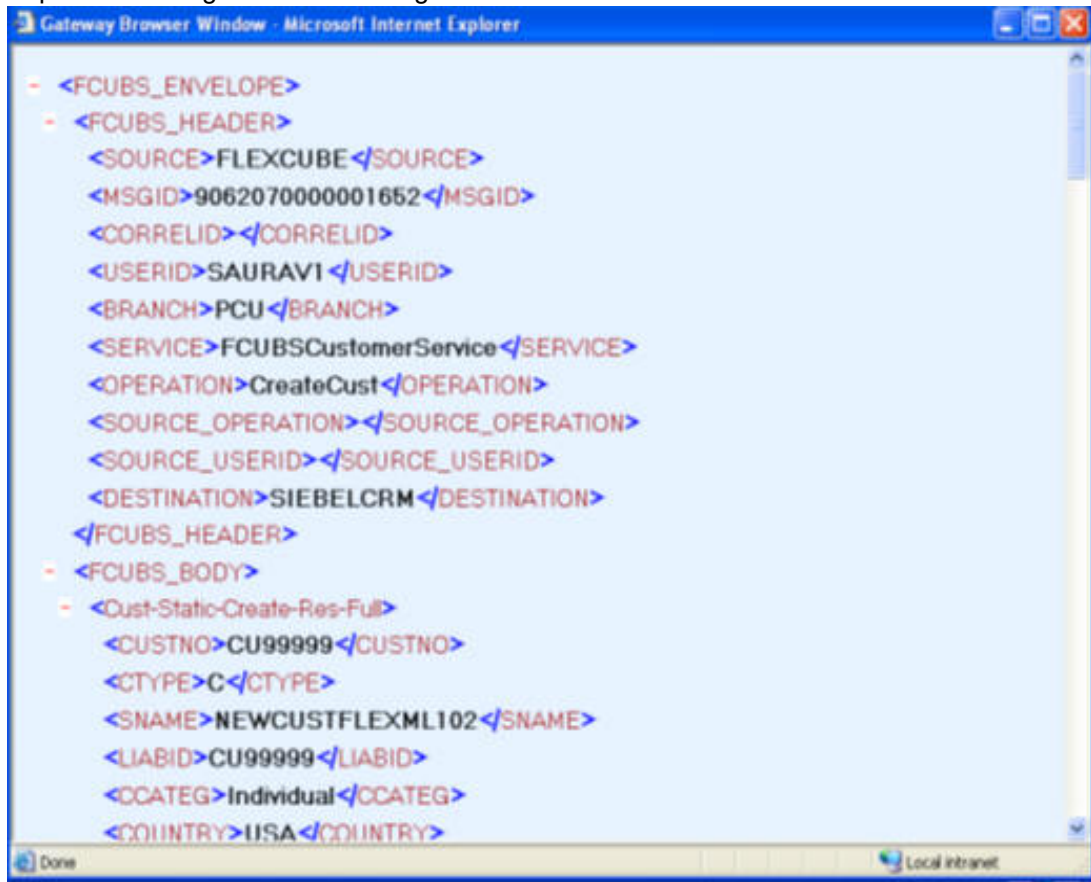 Gateway Browser Window - Microsoft Internet Explorer
- <FCUBS_ENVELOPE>
- <FCUBS_HEADER>
<SOURCE>FLEXCUBE</SOURCE>
<MSGID>9062070000001652</MSGID>
<CORRELID></CORRELID>
<USERID>SAURAV1</USERID>
<BRANCH>PCU</BRANCH>
<SERVICE>FCUBSCustomerService</SERVICE>
<OPERATION>CreateCust</OPERATION>
<SOURCE_OPERATION></SOURCE_OPERATION>
<SOURCE_USERID></SOURCE_USERID>
<DESTINATION>SIEBELCRM</DESTINATION>
</FCUBS_HEADER>
- <FCUBS_BODY>
- <Cust-Static-Create-Res-Full>
<CUSTNO>CU99999</CUSTNO>
<CTYPE>C</CTYPE>
<SNAME>NEWCUSTFLEXML102</SNAME>
<LIABID>CU99999</LIABID>
<CCATEG>Individual</CCATEG>
<COUNTRY>USA</COUNTRY>
Done Local intranet